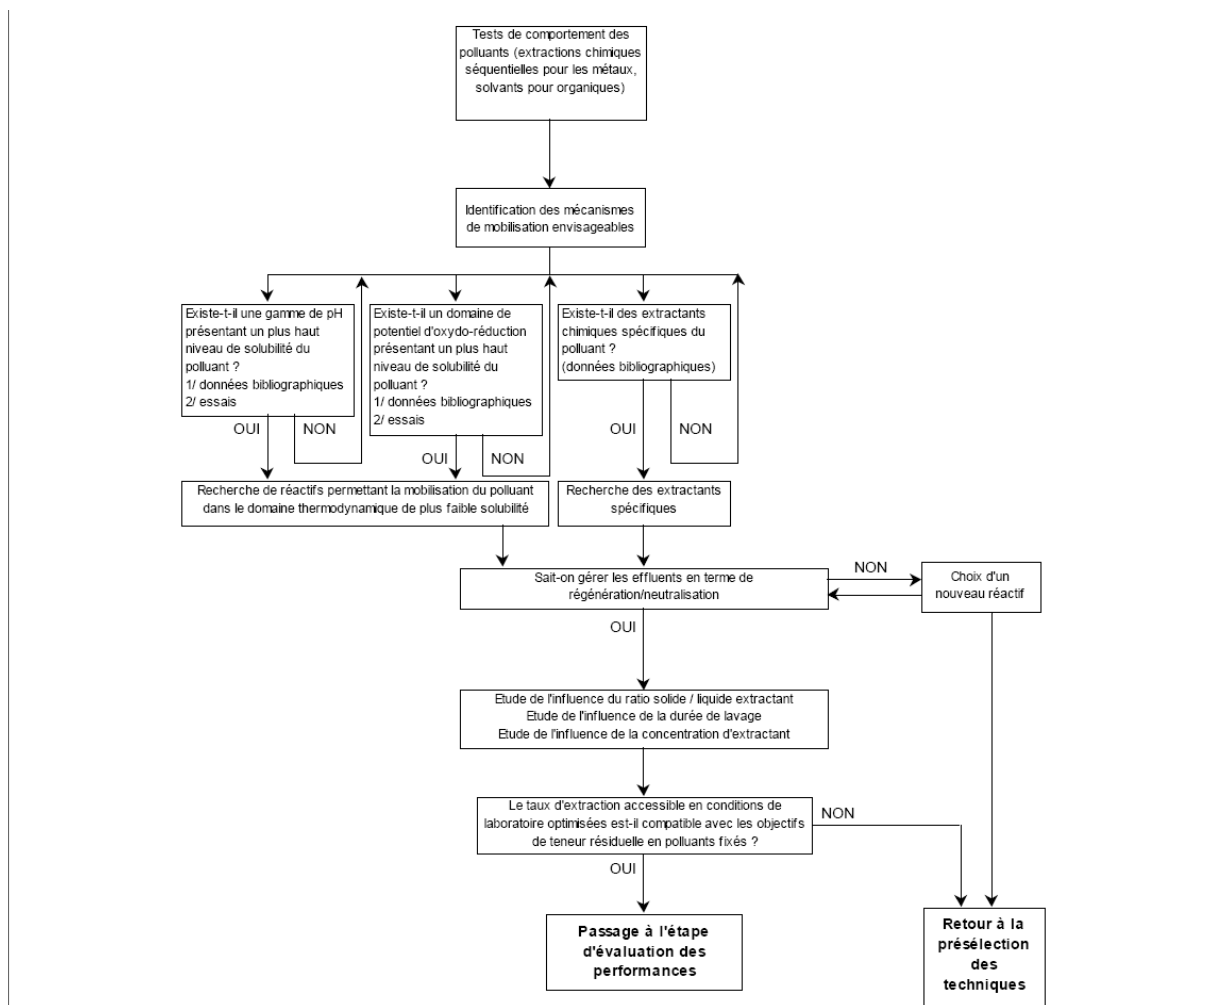 Tests de comportement des
polluants (extractions chimiques
séquentielles pour les métaux,
solvants pour organiques)
Identification des mécanismes
de mobilisation envisageables
Existe-t-il une gamme de pH
présentant un plus haut
niveau de solubilité du
polluant ?
1/ données bibliographiques
2/ essais
Existe-t-il un domaine de
potentiel d'oxydo-réduction
présentant un plus haut
niveau de solubilité du
polluant ?
1/ données bibliographiques
2/ essais
Existe-t-il des extractants
chimiques spécifiques du
polluant ?
(données bibliographiques)
OUI
NON
OUI
NON
OUI
NON
Recherche de réactifs permettant la mobilisation du polluant
dans le domaine thermodynamique de plus faible solubilité
Recherche des extractants
spécifiques
Sait-on gérer les effluents en terme de
régénération/neutralisation
NON
Choix d'un
nouveau réactif
OUI
Etude de l'influence du ratio solide / liquide extractant
Etude de l'influence de la durée de lavage
Etude de l'influence de la concentration d'extractant
Le taux d'extraction accessible en conditions de
laboratoire optimisées est-il compatible avec les objectifs
de teneur résiduelle en polluants fixés ?
NON
OUI
Passage à l'étape
d'évaluation des
performances
Retour à la
présélection
des
techniques